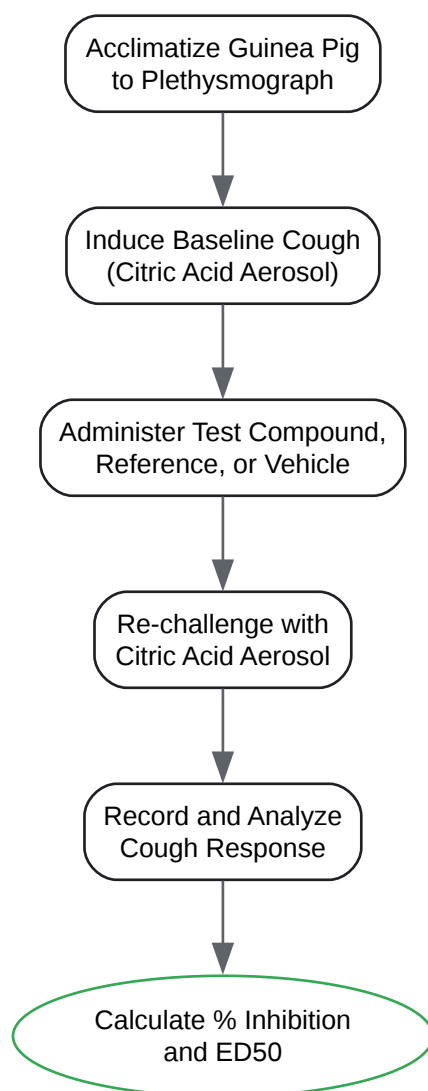 Acclimatize Guinea Pig
to Plethysmograph
Induce Baseline Cough
(Citric Acid Aerosol)
Administer Test Compound,
Reference, or Vehicle
Re-challenge with
Citric Acid Aerosol
Record and Analyze
Cough Response
Calculate % Inhibition
and ED50